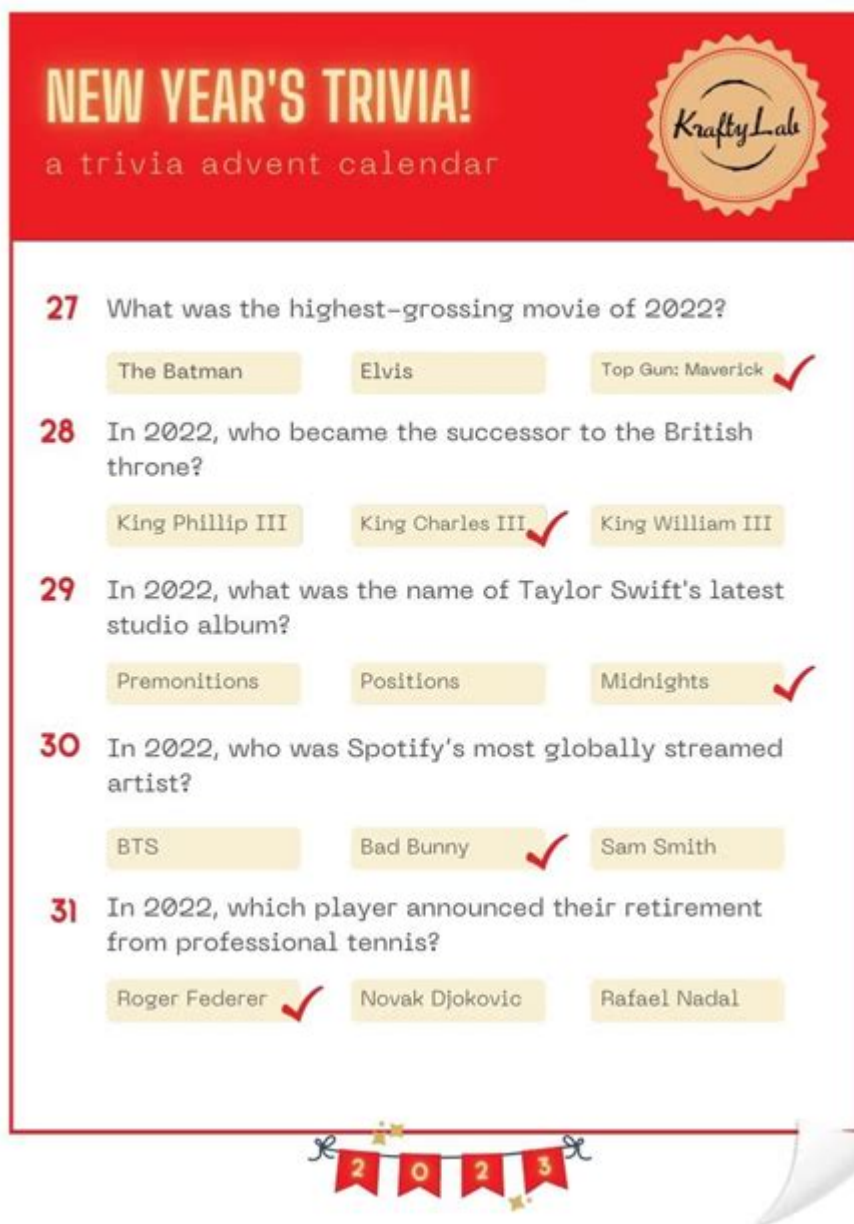 NEW YEAR'S TRIVIA!
a trivia advent calendar
KraftyLab
27 What was the highest-grossing movie of 2022?
The Batman Elvis Top Gun: Maverick
28 In 2022, who became the successor to the British
throne?
King Phillip III King Charles III King William III
29 In 2022, what was the name of Taylor Swift's latest
studio album?
Premonitions Positions Midnights
30 In 2022, who was Spotify's most globally streamed
artist?
BTS Bad Bunny Sam Smith
31 In 2022, which player announced their retirement
from professional tennis?
Roger Federer Novak Djokovic Rafael Nadal
2023